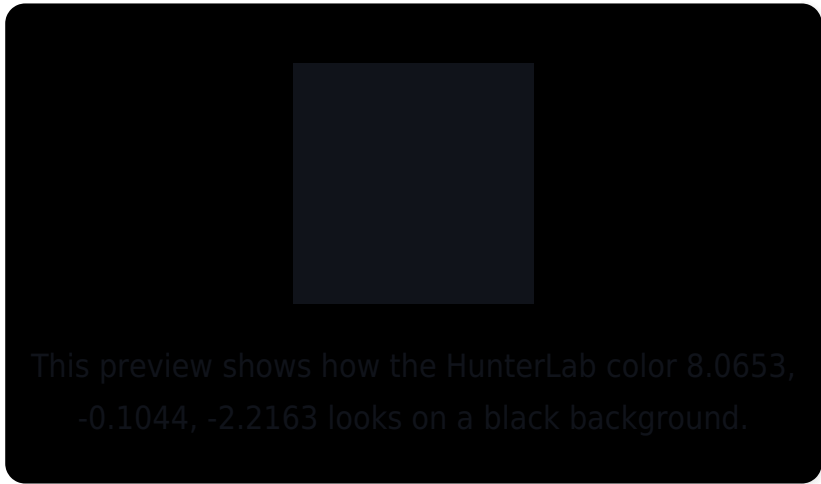 This preview shows how the HunterLab color 8.0653,
-0.1044, -2.2163 looks on a black background.